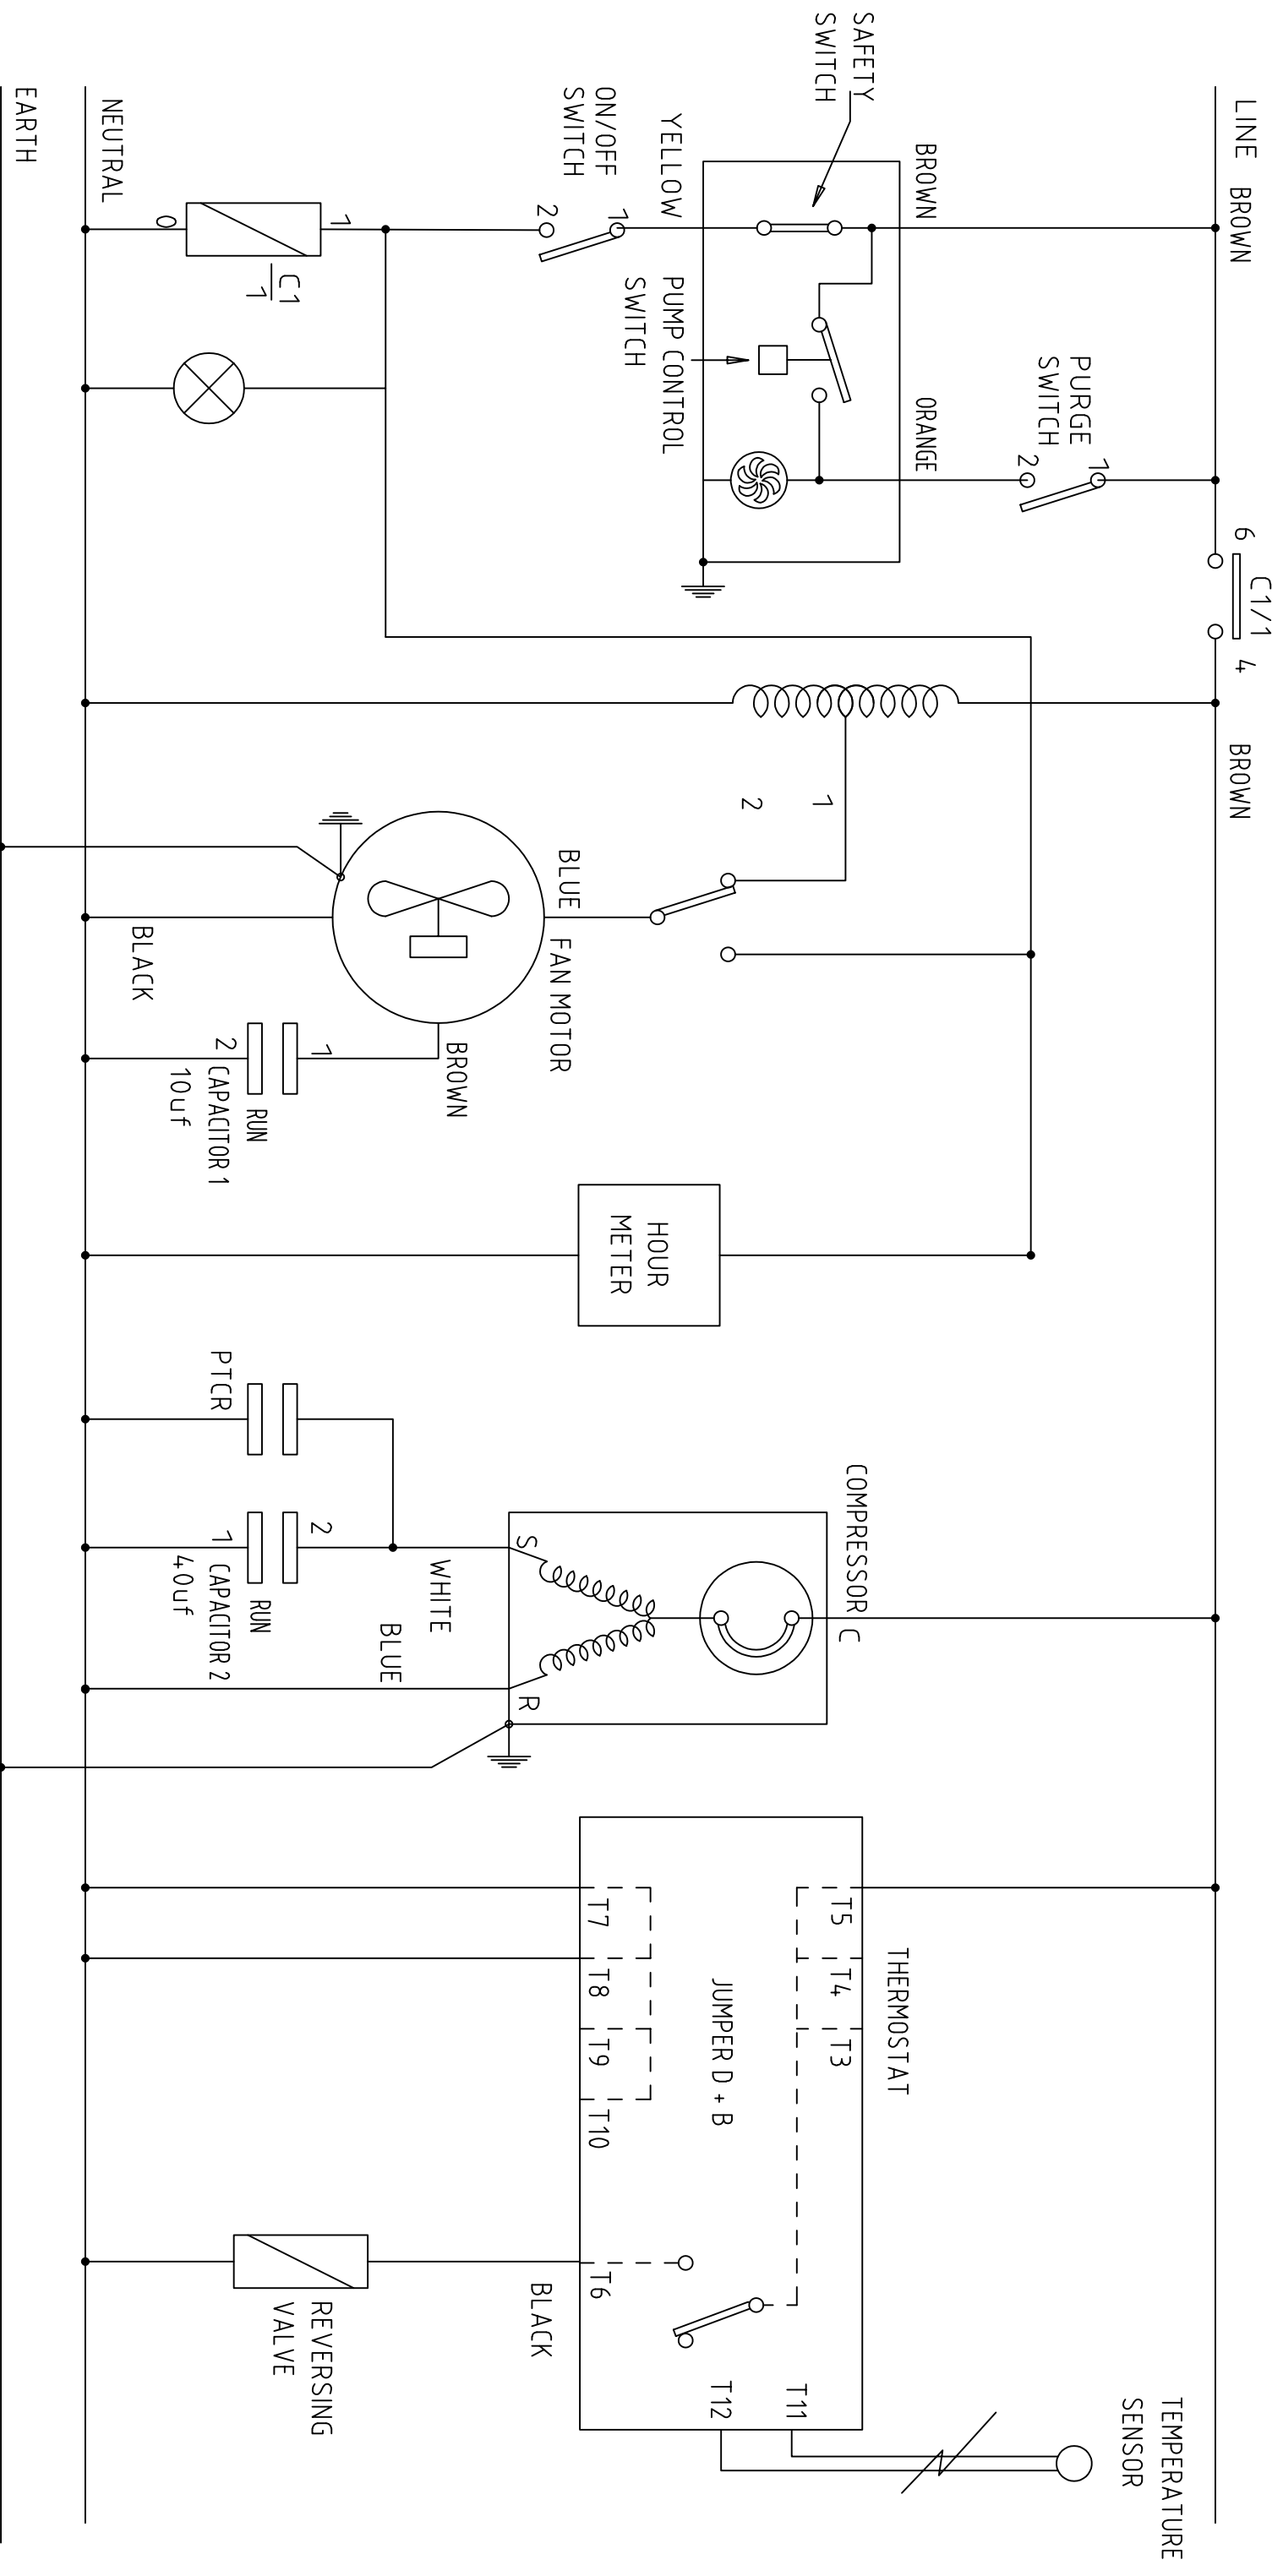 LINE
BROWN
SAFETY
SWITCH
BROWN
YELLOW
ON/OFF
SWITCH
1
2
PUMP CONTROL
SWITCH
ORANGE
PURGE
SWITCH
1
2
6
C1/1
4
BROWN
NEUTRAL
EARTH
1
0
C1
1
1
2
BLUE
FAN MOTOR
BLACK
BROWN
1
2
RUN
CAPACITOR 1
10uf
HOUR
METER
PTCR
COMPRESSOR
C
S
R
WHITE
BLUE
2
1
RUN
CAPACITOR 2
40uf
THERMOSTAT
T5
T4
T3
JUMPER D + B
T7
T8
T9
T10
T6
T11
T12
BLACK
REVERSING
VALVE
TEMPERATURE
SENSOR